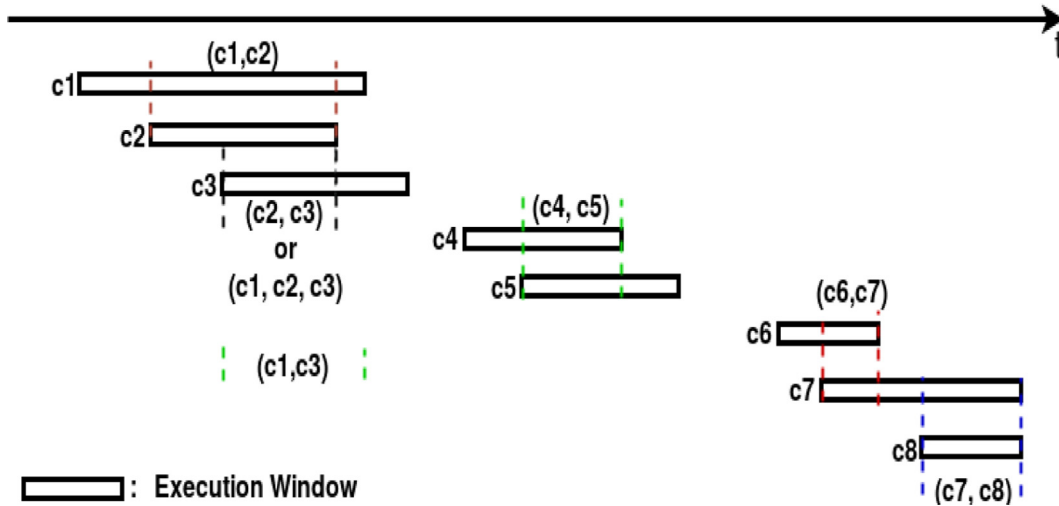 t
(c1,c2)
c1
c2
c3
(c2, c3)
or
(c1, c2, c3)
(c1,c3)
(c4, c5)
c4
c5
(c6,c7)
c6
c7
c8
(c7, c8)
: Execution Window